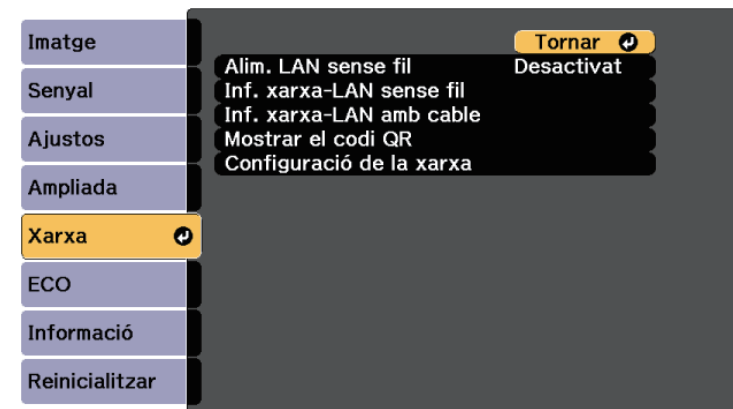 Imatge
Senyal
Ajustos
Ampliada
Xarxa
ECO
Informació
Reinicialitzar
Tornar
Alim. LAN sense fil Desactivat
Inf. xarxa-LAN sense fil
Inf. xarxa-LAN amb cable
Mostrar el codi QR
Configuració de la xarxa